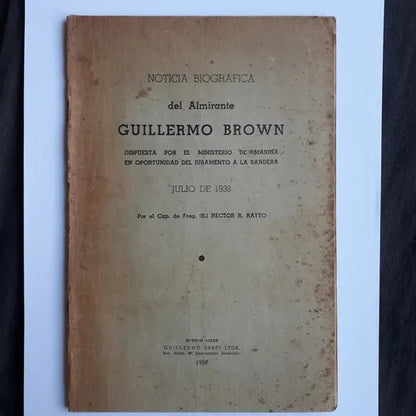 NOTICIA BIOGRAFICA
del Almirante
GUILLERMO BROWN
DISPUESTA POR EL MINISTERIO DE MARINA
EN OPORTUNIDAD DEL JURAMENTO A LA BANDERA
JULIO DE 1938
Por el Cap. de Frag. (R.) HECTOR R. RATTO
BUENOS AIRES
GUILLERMO KRAFT LTDA.
1938